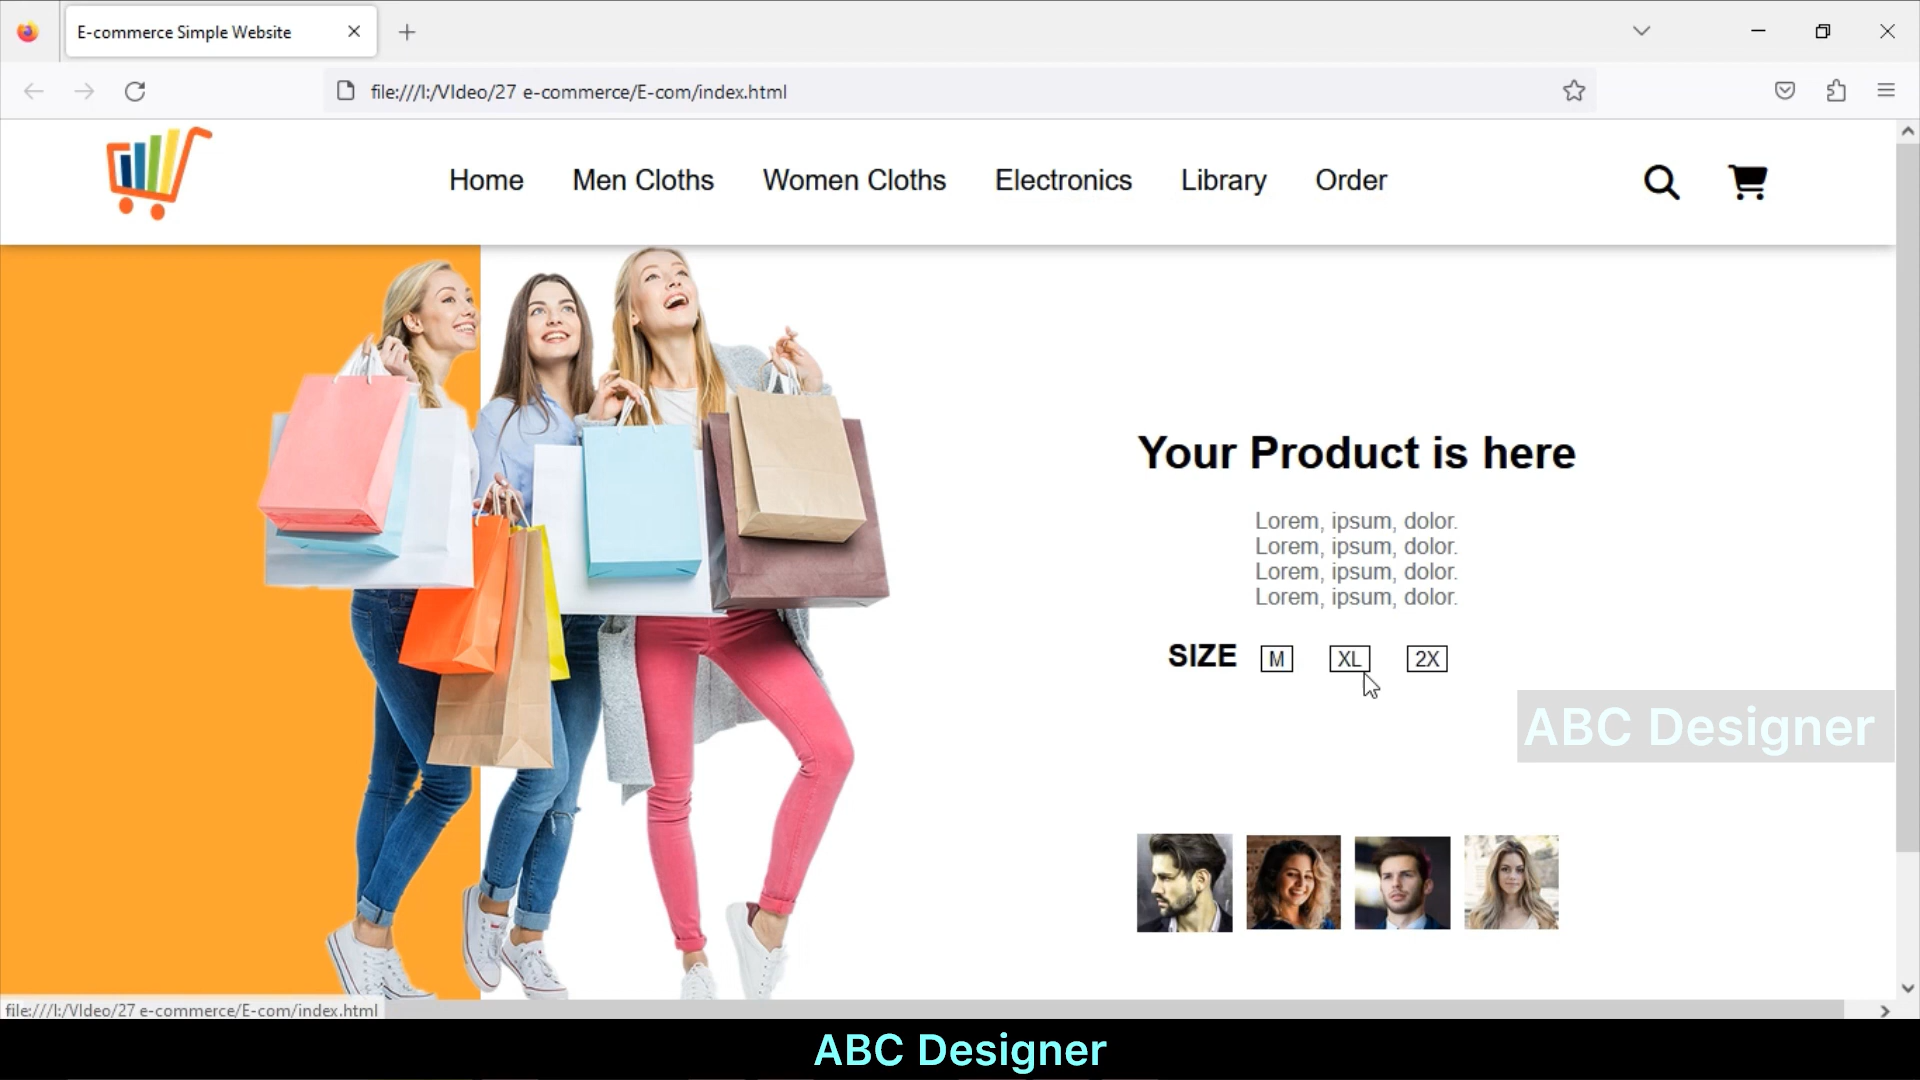 E-commerce Simple Website
file:///I:/VIdeo/27 e-commerce/E-com/index.html
Home Men Cloths Women Cloths Electronics Library Order
Your Product is here
Lorem, ipsum, dolor.
Lorem, ipsum, dolor.
Lorem, ipsum, dolor.
Lorem, ipsum, dolor.
SIZE M XL 2X
ABC Designer
file:///I:/VIdeo/27 e-commerce/E-com/index.html
ABC Designer